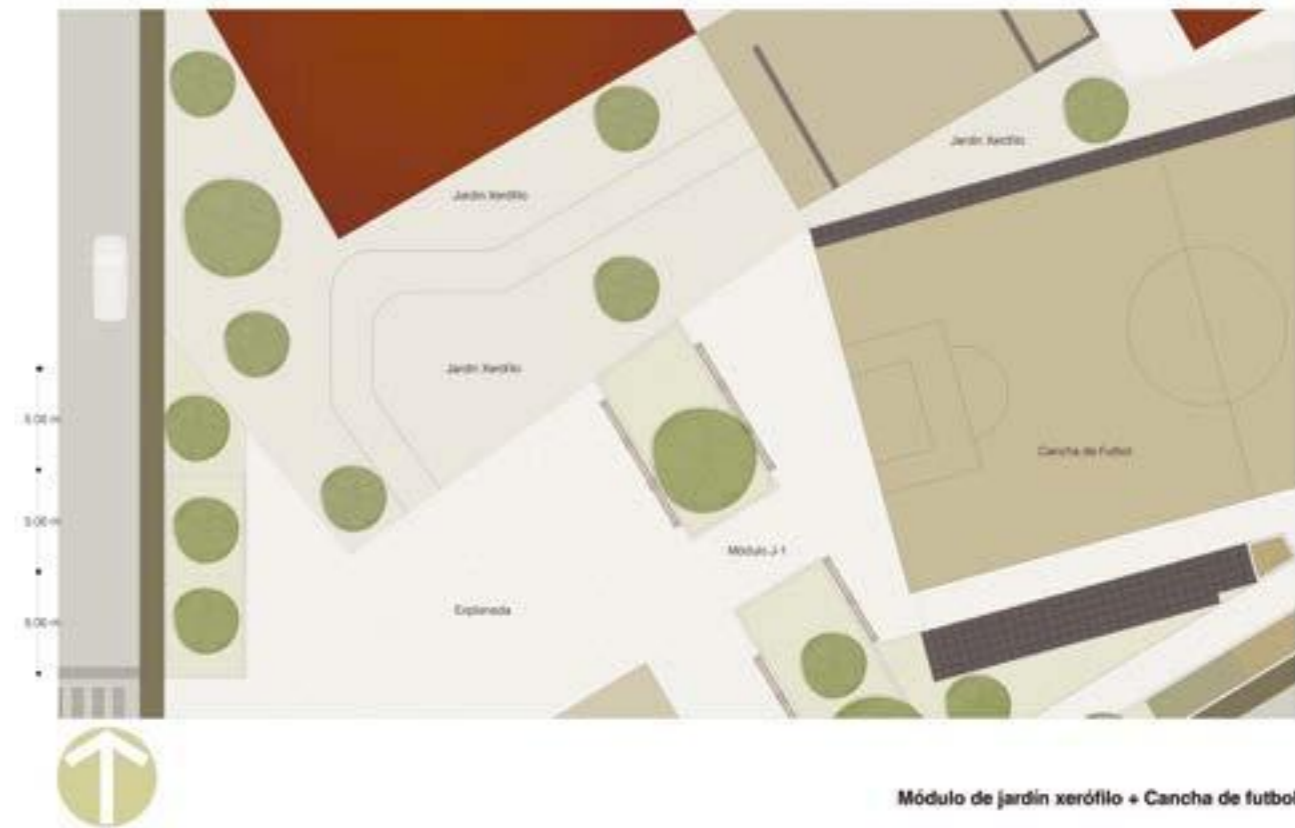 Jardín Xerófilo
Jardín Xerófilo
Jardín Xerófilo
Cancha de Futbol
Módulo J-1
Explanada
5.00 m
5.00 m
5.00 m
Módulo de jardín xerófilo + Cancha de futbol